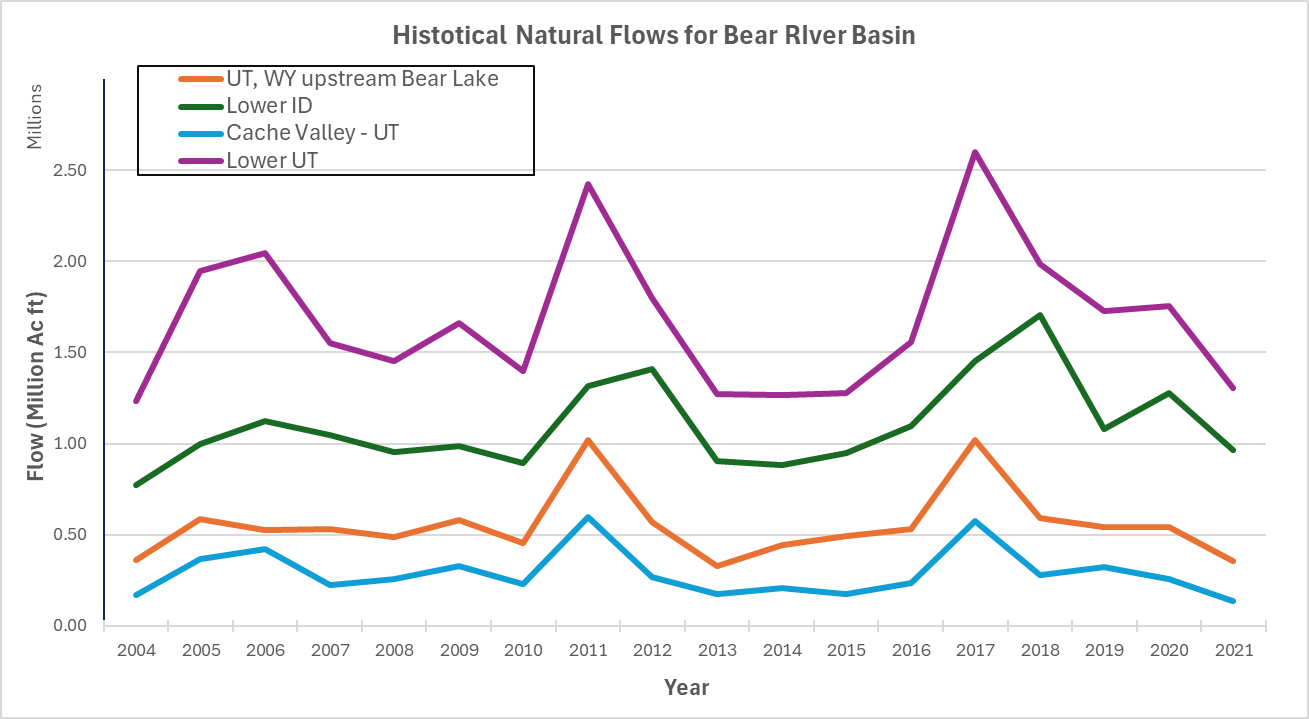 Histotical Natural Flows for Bear RIver Basin
UT, WY upstream Bear Lake
Lower ID
Cache Valley - UT
Lower UT
Millions
Flow (Million Ac ft)
2.50
2.00
1.50
1.00
0.50
0.00
2004 2005 2006 2007 2008 2009 2010 2011 2012 2013 2014 2015 2016 2017 2018 2019 2020 2021
Year